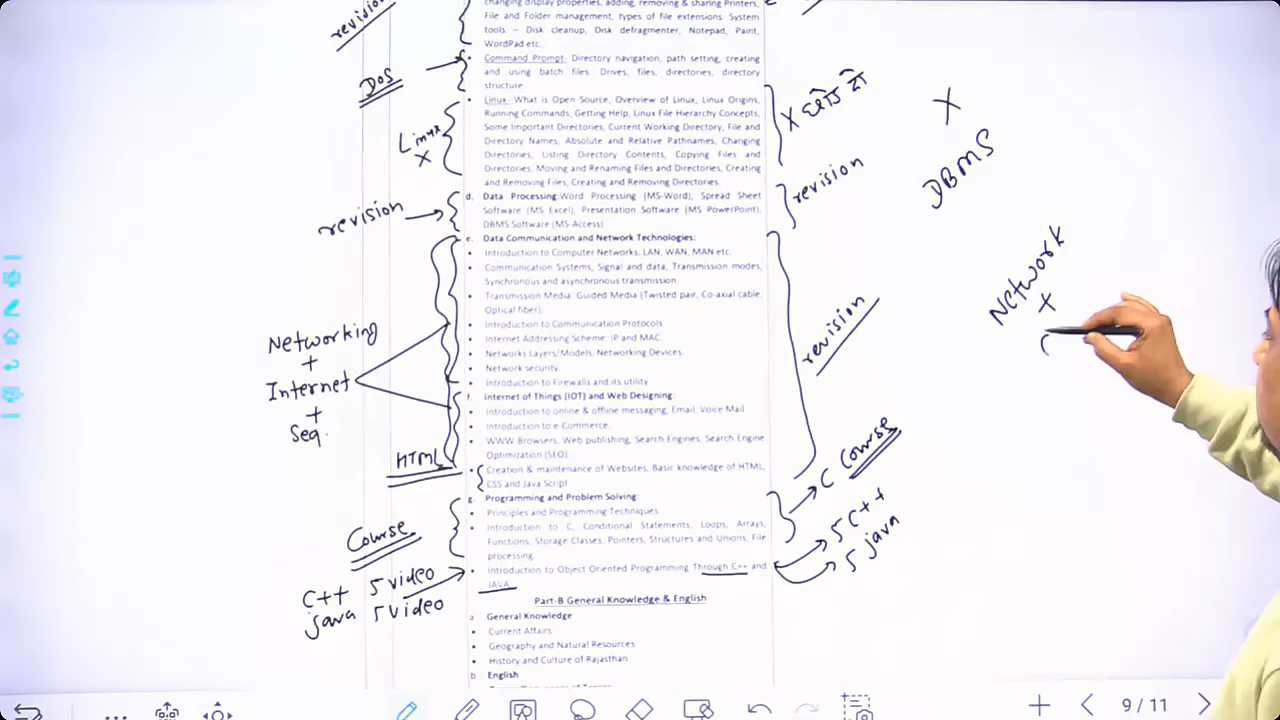 revision
changing display properties, adding, removing & sharing Printers,
File and Folder management, types of file extensions. System
tools – Disk cleanup, Disk defragmenter, Notepad, Paint,
WordPad etc.
DOS
• Command Prompt: Directory navigation, path setting, creating
and using batch files. Drives, files, directories, directory
structure
Linux
X
• Linux: What is Open Source, Overview of Linux, Linux Origins,
Running Commands, Getting Help, Linux File Hierarchy Concepts,
Some Important Directories, Current Working Directory, File and
Directory Names, Absolute and Relative Pathnames, Changing
Directories, Listing Directory Contents, Copying Files and
Directories, Moving and Renaming Files and Directories, Creating
and Removing Files, Creating and Removing Directories.
X
X
DBMS
revision
d. Data Processing:Word Processing (MS-Word), Spread Sheet
Software (MS Excel), Presentation Software (MS PowerPoint),
DBMS Software (MS-Access)
revision
e. Data Communication and Network Technologies:
• Introduction to Computer Networks, LAN, WAN, MAN etc.
• Communication Systems, Signal and data, Transmission modes,
Synchronous and asynchronous transmission
• Transmission Media: Guided Media (Twisted pair, Co-axial cable,
Optical fiber).
• Introduction to Communication Protocols
• Internet Addressing Scheme: IP and MAC.
• Networks Layers/Models, Networking Devices.
• Network security.
• Introduction to Firewalls and its utility
Networking
+
Internet
+
Seq.
revision
Network
+
f. Internet of Things (IOT) and Web Designing:
• Introduction to online & offline messaging, Email, Voice Mail
• Introduction to e-Commerce.
• WWW Browsers, Web publishing, Search Engines, Search Engine
Optimization (SEO)
HTML
• Creation & maintenance of Websites, Basic knowledge of HTML,
CSS and Java Script
g. Programming and Problem Solving:
• Principles and Programming Techniques.
• Introduction to C, Conditional Statements, Loops, Arrays,
Functions, Storage Classes, Pointers, Structures and Unions, File
processing
• Introduction to Object Oriented Programming Through C++ and
JAVA
Course
C++ 5 video
java 5 video
C Course
5 C++
5 java
Part-B General Knowledge & English
a General Knowledge
• Current Affairs
• Geography and Natural Resources
• History and Culture of Rajasthan
b English
9 / 11